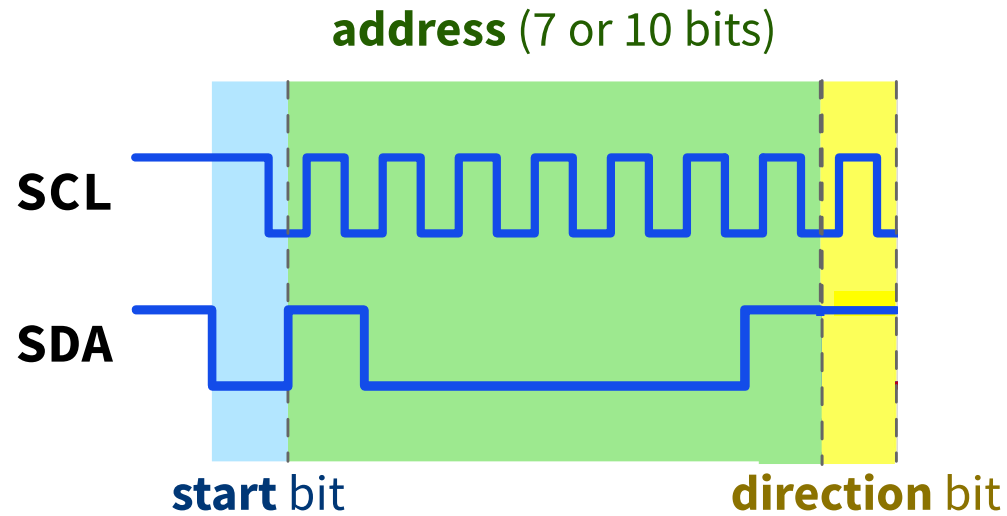 address (7 or 10 bits)
SCL
SDA
start bit
direction bit